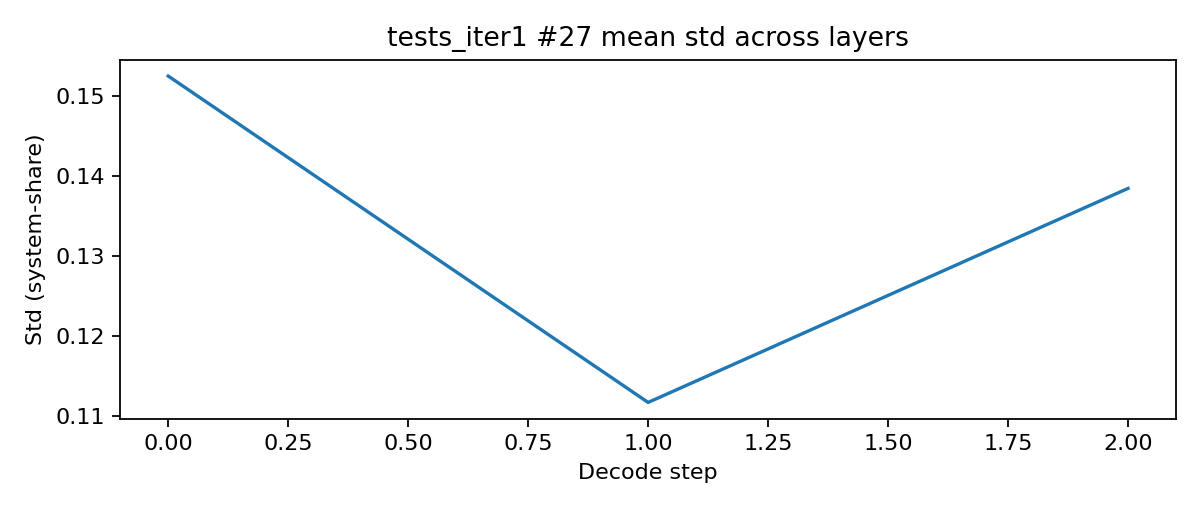 tests_iter1 #27 mean std across layers
Std (system-share)
0.15
0.14
0.13
0.12
0.11
0.00 0.25 0.50 0.75 1.00 1.25 1.50 1.75 2.00
Decode step